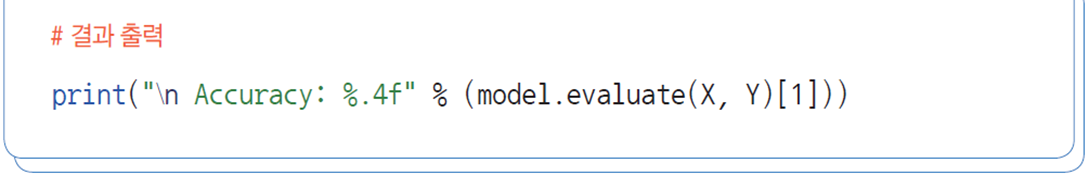 # 결과 출력
print("\n Accuracy: %.4f" % (model.evaluate(X, Y)[1]))